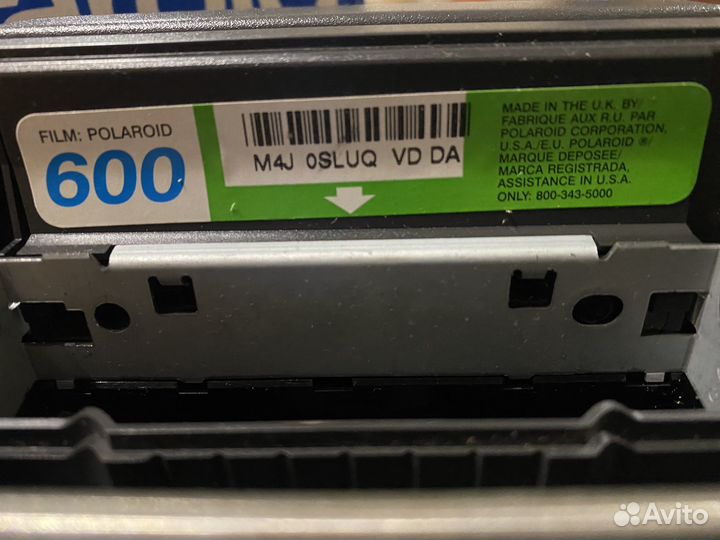 FILM: POLAROID
600
M4J 0SLUQ VD DA
MADE IN THE U.K. BY/
FABRIQUE AUX R.U. PAR
POLAROID CORPORATION,
U.S.A./E.U. POLAROID ®/
MARQUE DEPOSEE/
MARCA REGISTRADA,
ASSISTANCE IN U.S.A.
ONLY: 800-343-5000
Avito